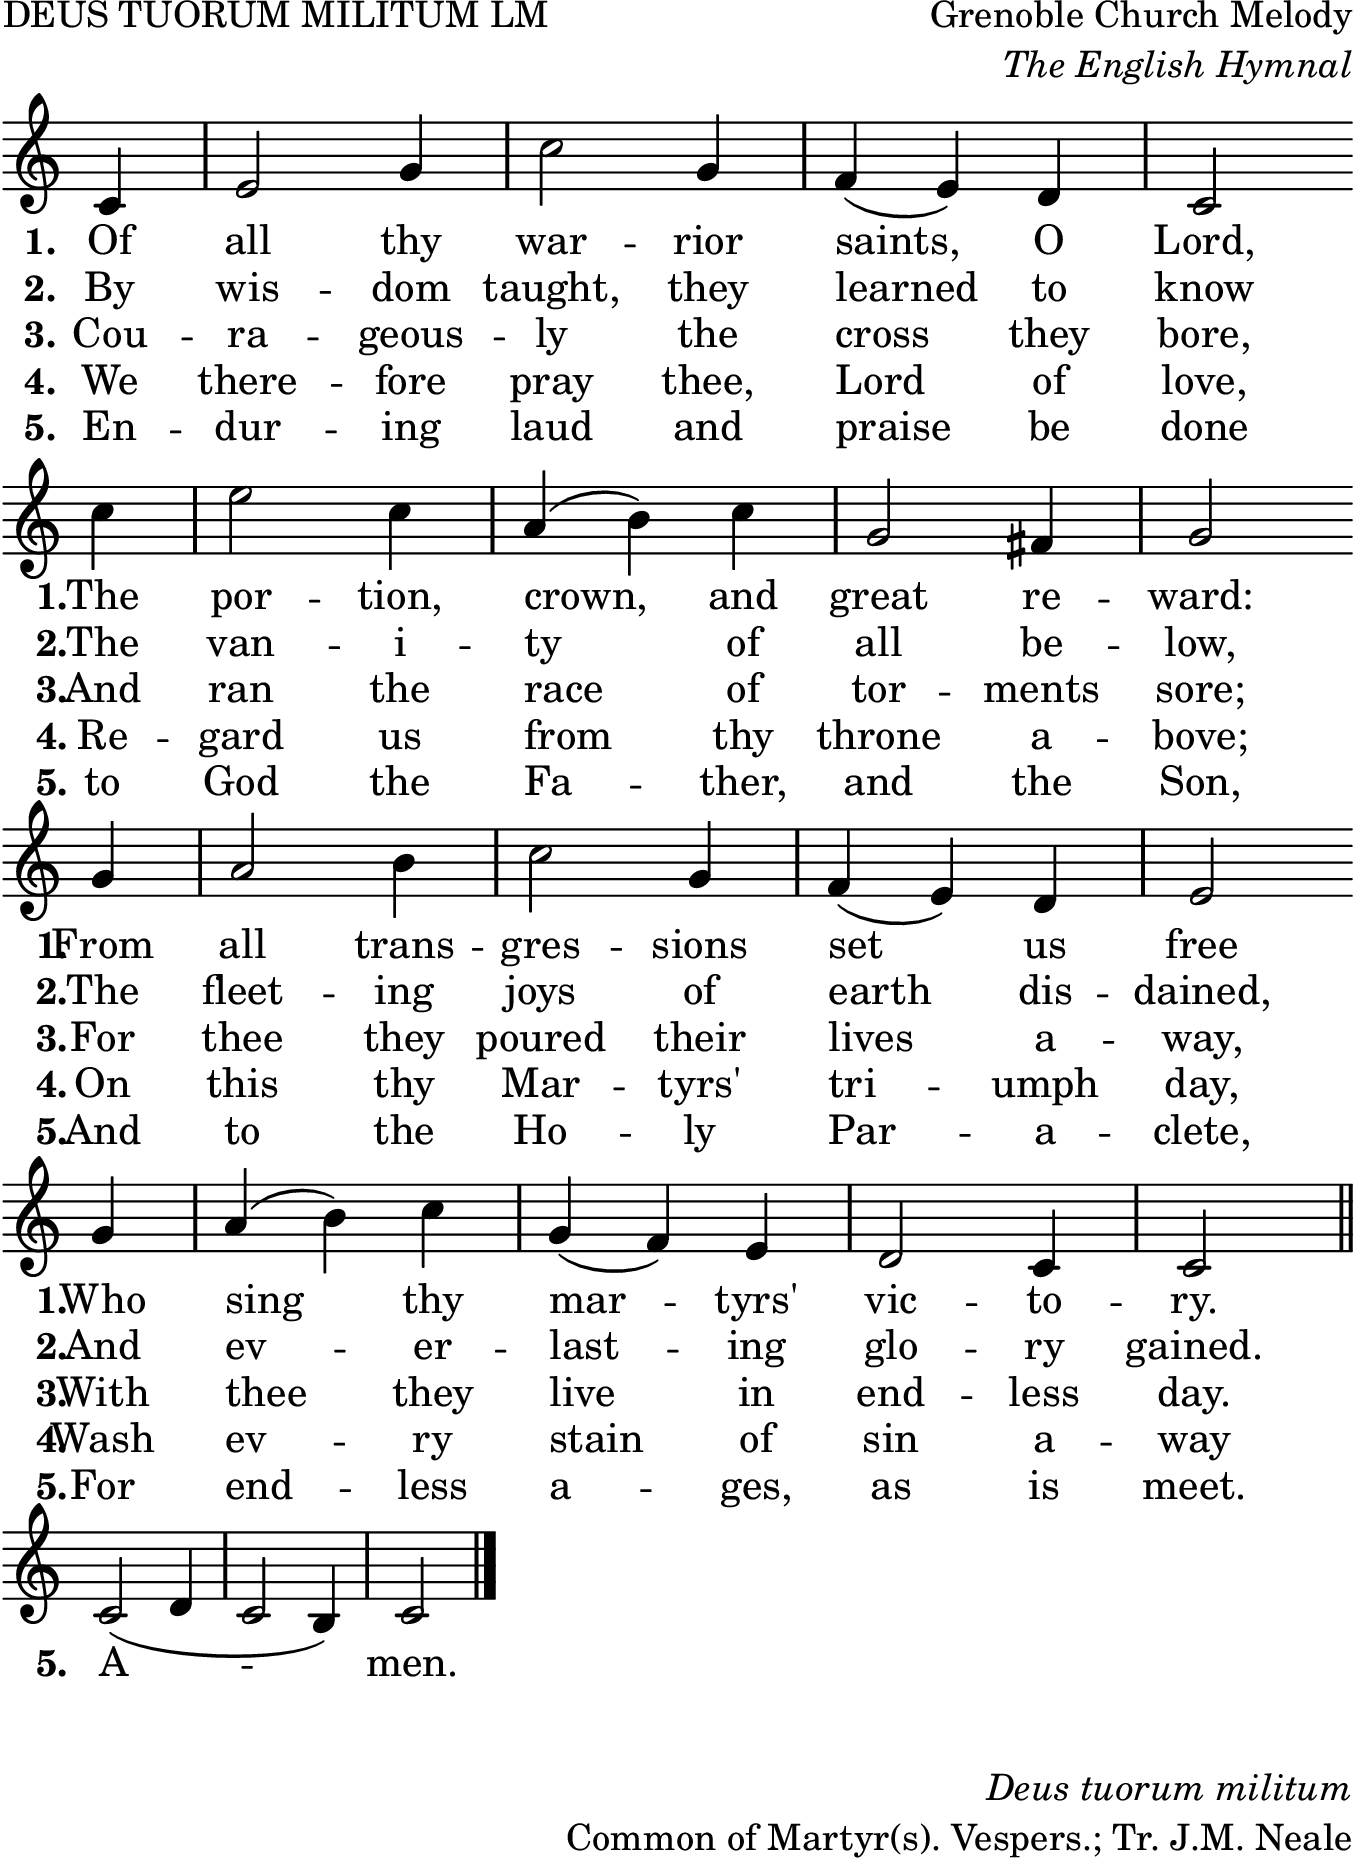 DEUS TUORUM MILITUM LM Grenoble Church Melody
The English Hymnal
1. Of all thy war -- rior saints, O Lord,
2. By wis -- dom taught, they learned to know
3. Cou -- ra -- geous -- ly the cross they bore,
4. We there -- fore pray thee, Lord of love,
5. En -- dur -- ing laud and praise be done
1. The por -- tion, crown, and great re -- ward:
2. The van -- i -- ty of all be -- low,
3. And ran the race of tor -- ments sore;
4. Re -- gard us from thy throne a -- bove;
5. to God the Fa -- ther, and the Son,
1. From all trans -- gres -- sions set us free
2. The fleet -- ing joys of earth dis -- dained,
3. For thee they poured their lives a -- way,
4. On this thy Mar -- tyrs' tri -- umph day,
5. And to the Ho -- ly Par -- a -- clete,
1. Who sing thy mar -- tyrs' vic -- to -- ry.
2. And ev -- er -- last -- ing glo -- ry gained.
3. With thee they live in end -- less day.
4. Wash ev -- ry stain of sin a -- way
5. For end -- less a -- ges, as is meet.
5. A -- men.
Deus tuorum militum
Common of Martyr(s). Vespers.; Tr. J.M. Neale